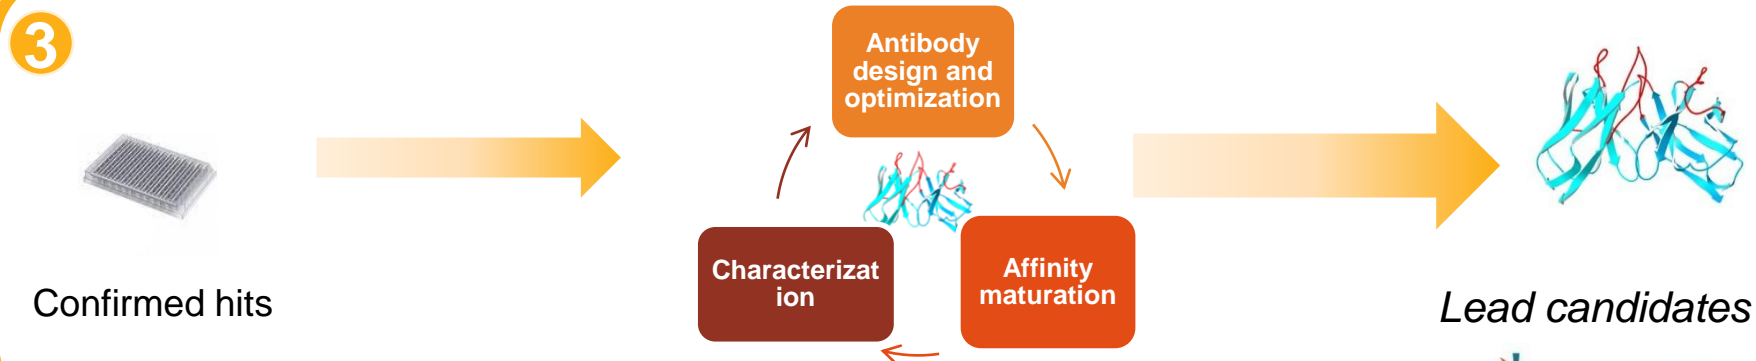 3
Antibody
design and
optimization
Characterizat
ion
Affinity
maturation
Confirmed hits
Lead candidates